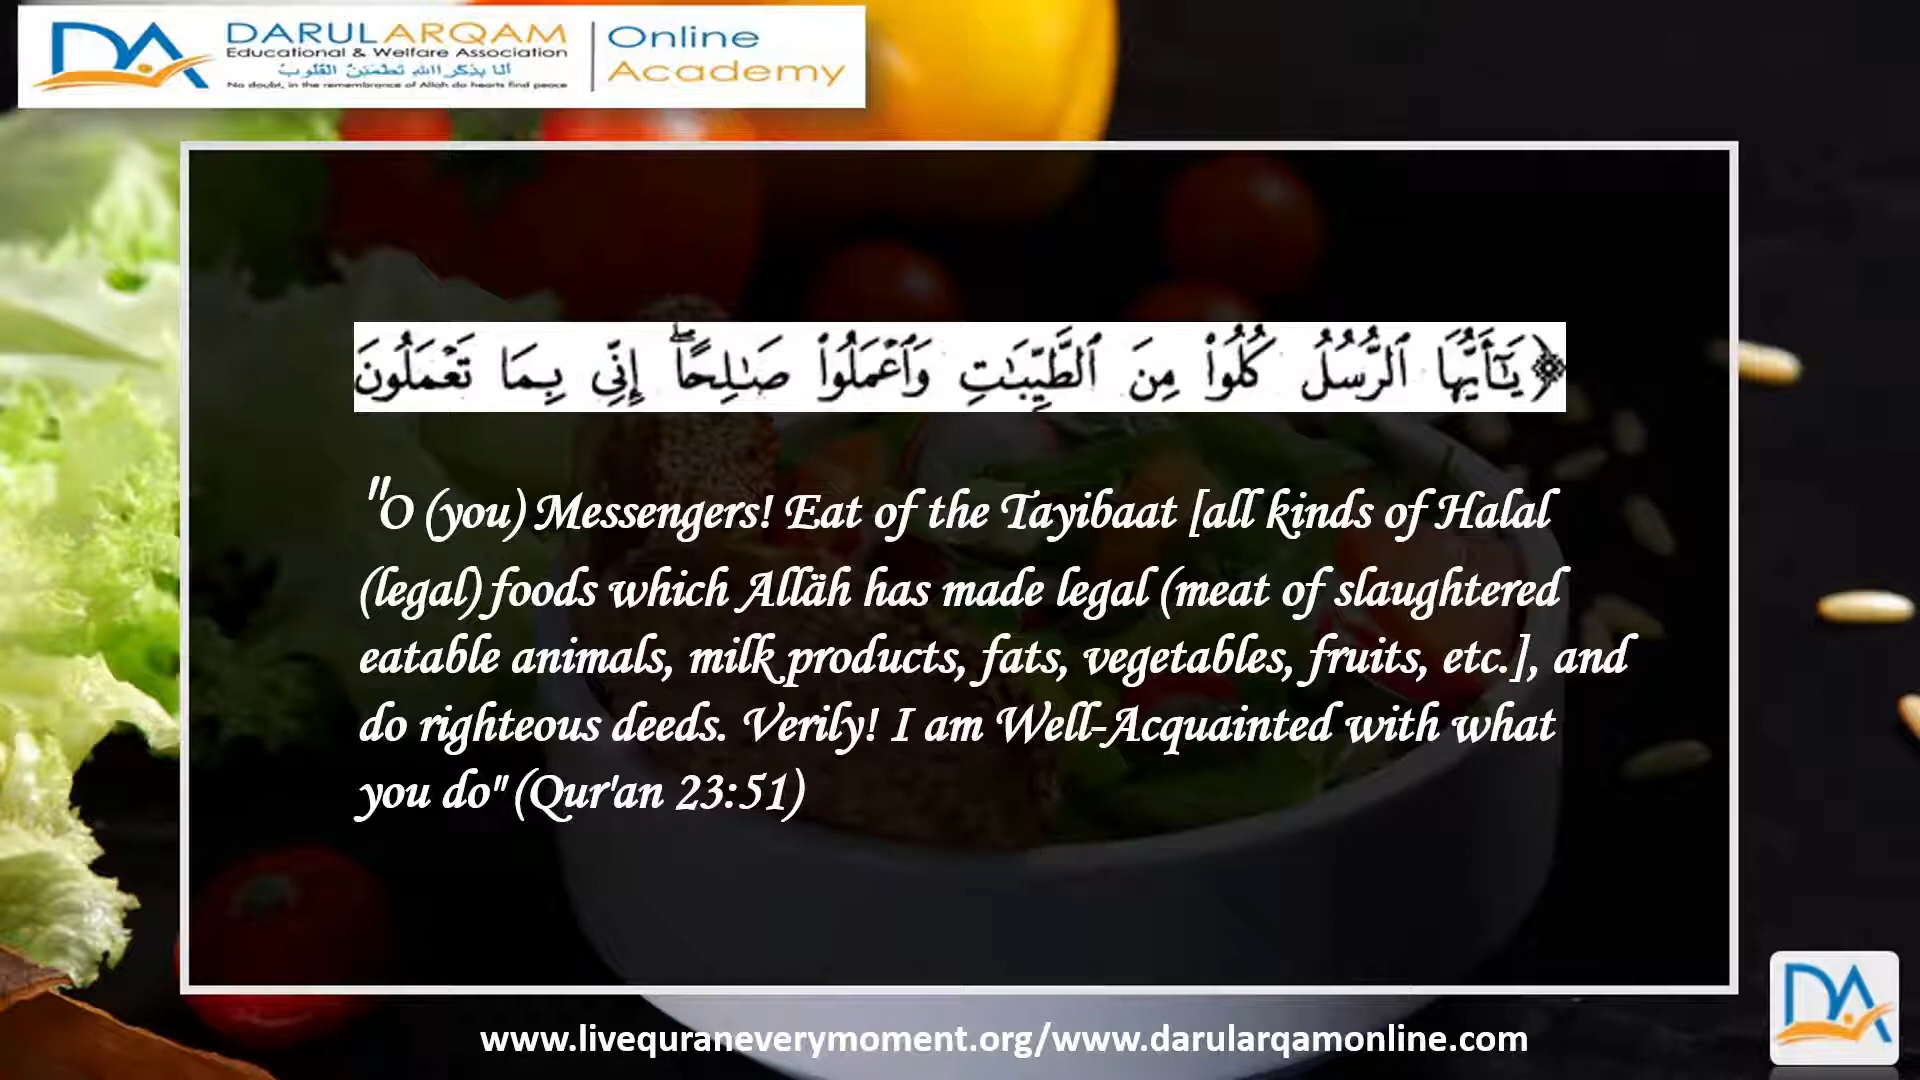 DARULARQAM
Educational & Welfare Association
ألا بذكر الله تطمئن القلوب
No doubt, in the remembrance of Allah do hearts find peace
Online
Academy
﴿يَـٰٓأَيُّهَا ٱلرُّسُلُ كُلُوا۟ مِنَ ٱلطَّيِّبَـٰتِ وَٱعْمَلُوا۟ صَـٰلِحًاۖ إِنِّى بِمَا تَعْمَلُونَ
"O (you) Messengers! Eat of the Tayibaat [all kinds of Halal
(legal) foods which Alläh has made legal (meat of slaughtered
eatable animals, milk products, fats, vegetables, fruits, etc.], and
do righteous deeds. Verily! I am Well-Acquainted with what
you do" (Qur'an 23:51)
www.livequraneverymoment.org/www.darularqamonline.com
DA